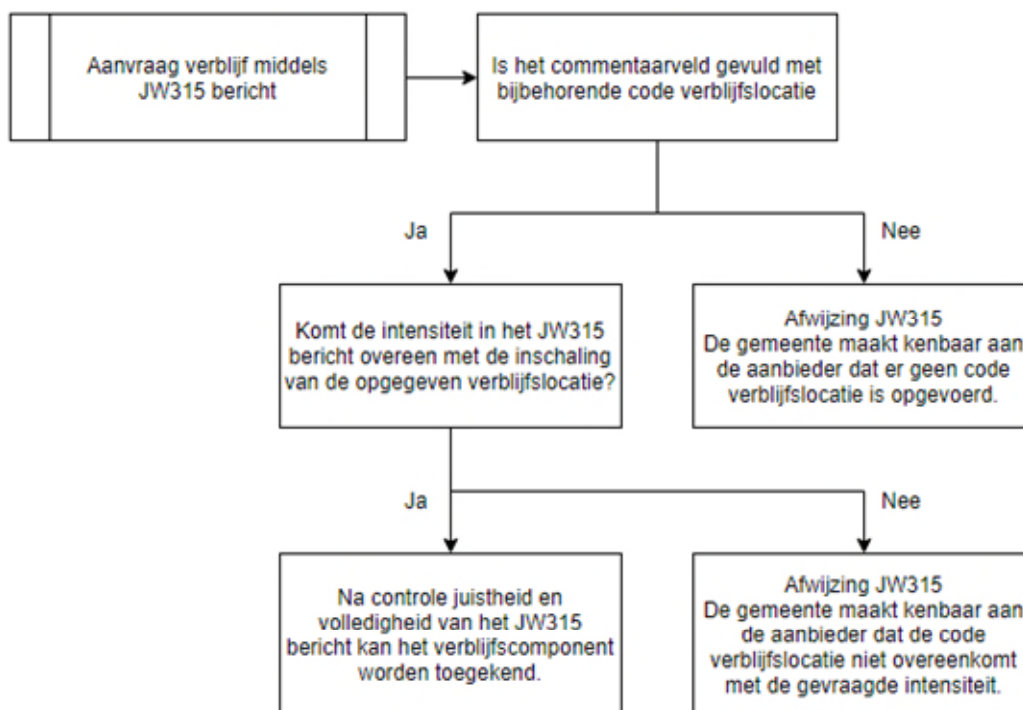 Aanvraag verblijf middels
JW315 bericht
Is het commentaarveld gevuld met
bijbehorende code verblijfslocatie
Ja
Nee
Komt de intensiteit in het JW315
bericht overeen met de inschaling
van de opgegeven verblijfslocatie?
Afwijzing JW315
De gemeente maakt kenbaar aan
de aanbieder dat er geen code
verblijfslocatie is opgevoerd.
Ja
Nee
Na controle juistheid en
volledigheid van het JW315
bericht kan het verblijfscomponent
worden toegekend.
Afwijzing JW315
De gemeente maakt kenbaar aan
de aanbieder dat de code
verblijfslocatie niet overeenkomt
met de gevraagde intensiteit.